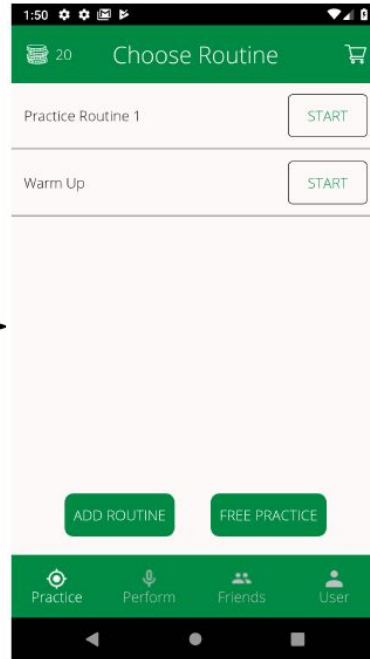 1:50
20 Choose Routine
Practice Routine 1 START
Warm Up START
ADD ROUTINE FREE PRACTICE
Practice Perform Friends User